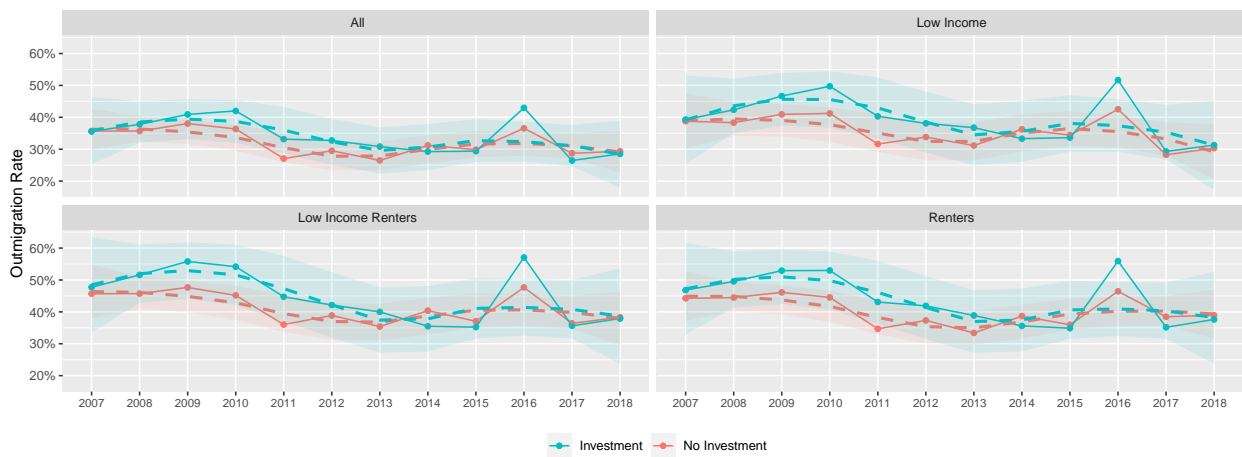 All
Low Income
60%
50%
40%
30%
20%
Low Income Renters
Renters
60%
50%
40%
30%
20%
Outmigration Rate
2007 2008 2009 2010 2011 2012 2013 2014 2015 2016 2017 2018
2007 2008 2009 2010 2011 2012 2013 2014 2015 2016 2017 2018
Investment
No Investment